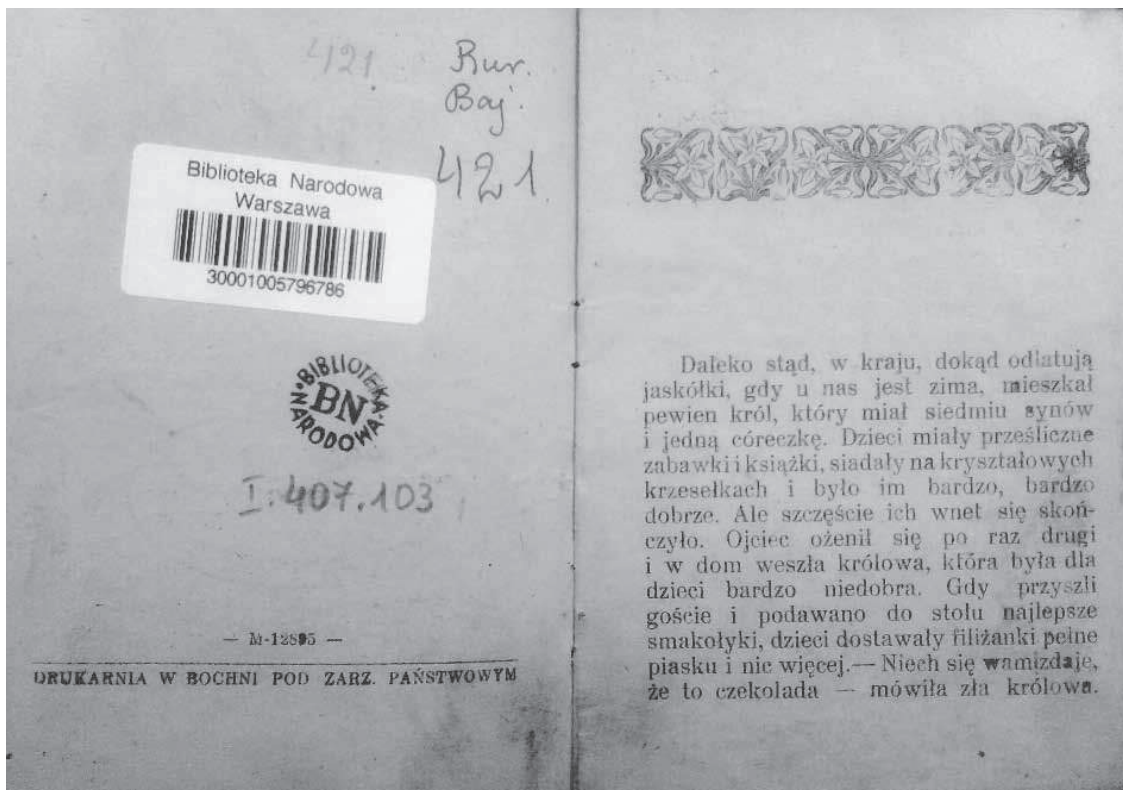 421
Rur.
Baj.
421
Biblioteka Narodowa
Warszawa
30001005796786
BIBLIOTEKA
BN
NARODOWA
I. 407.103
— M-12895 —
DRUKARNIA W BOCHNI POD ZARZ. PAŃSTWOWYM
Daleko stąd, w kraju, dokąd odlatują
jaskółki, gdy u nas jest zima, mieszkał
pewien król, który miał siedmiu synów
i jedną córeczkę. Dzieci miały prześliczne
zabawki i książki, siadały na kryształowych
krzesełkach i było im bardzo, bardzo
dobrze. Ale szczęście ich wnet się skoń-
czyło. Ojciec ożenił się po raz drugi
i w dom weszła królowa, która była dla
dzieci bardzo niedobra. Gdy przyszli
goście i podawano do stołu najlepsze
smakołyki, dzieci dostawały filiżanki pełne
piasku i nic więcej.— Niech się wamizdaje,
że to czekolada — mówiła zła królowa.